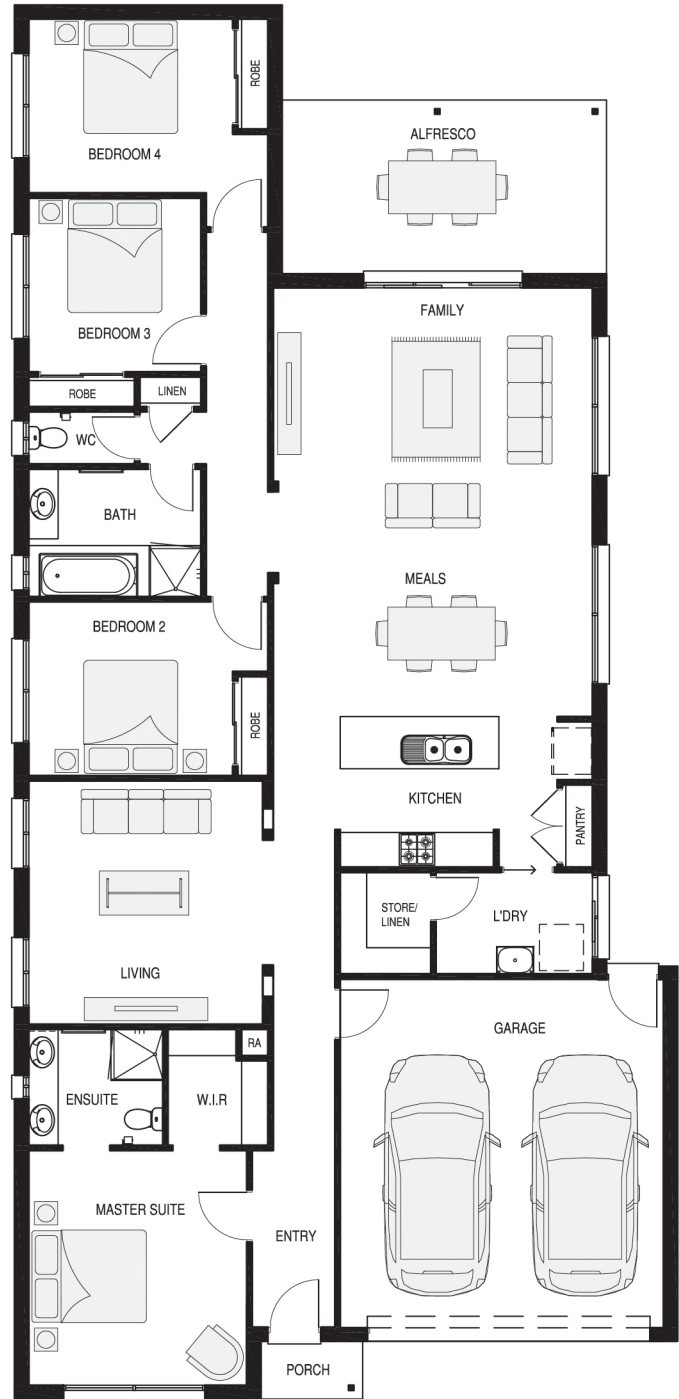 ROBE
BEDROOM 4
ALFRESCO
FAMILY
BEDROOM 3
ROBE
LINEN
WC
BATH
MEALS
BEDROOM 2
ROBE
KITCHEN
PANTRY
STORE/
LINEN
L'DRY
LIVING
GARAGE
RA
ENSUITE
W.I.R
MASTER SUITE
ENTRY
PORCH